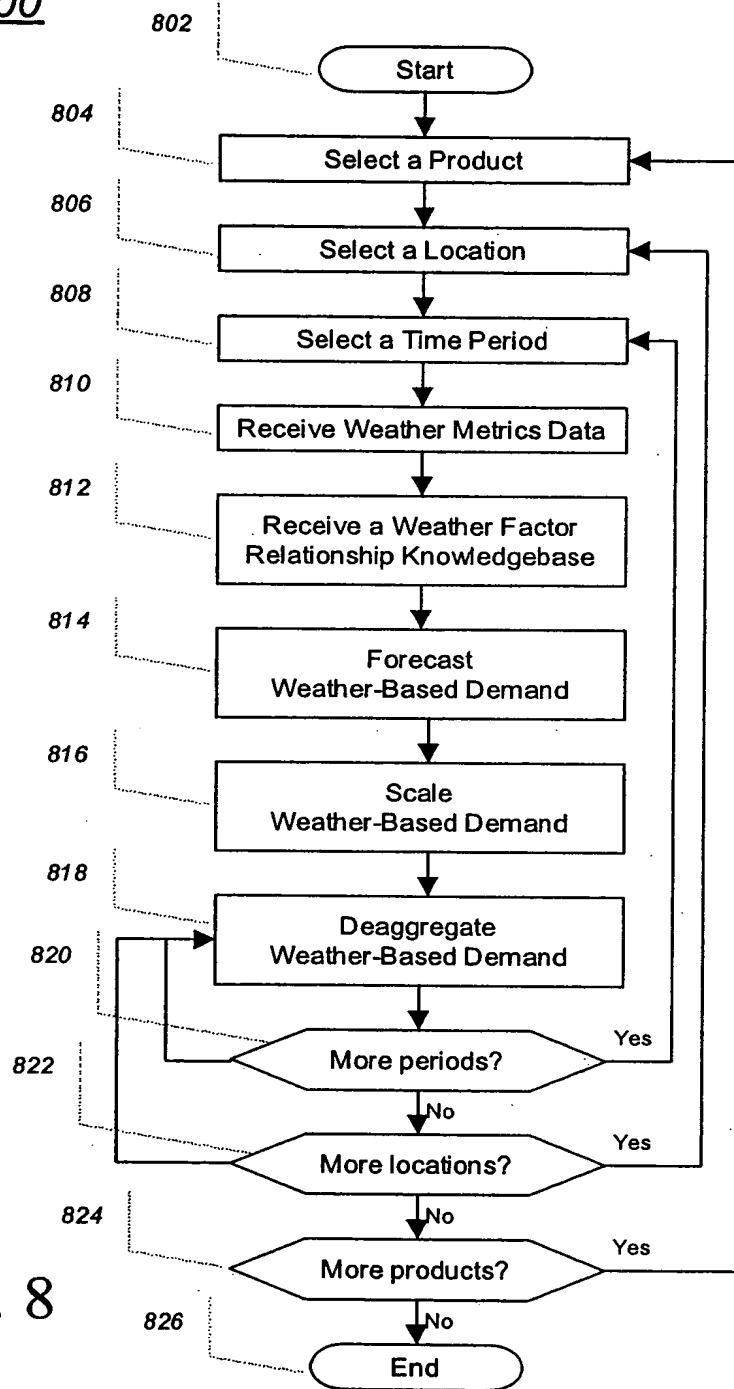 802
Start
804
Select a Product
806
Select a Location
808
Select a Time Period
810
Receive Weather Metrics Data
812
Receive a Weather Factor
Relationship Knowledgebase
814
Forecast
Weather-Based Demand
816
Scale
Weather-Based Demand
818
Deaggregate
Weather-Based Demand
820
More periods?
Yes
No
822
More locations?
Yes
No
824
More products?
Yes
No
8
826
End